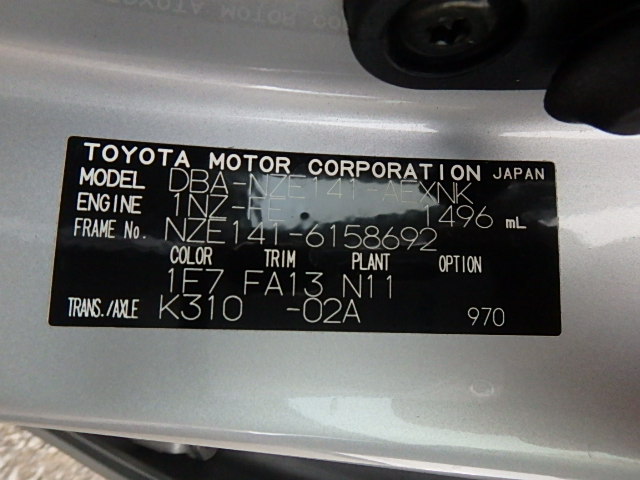 TOYOTA MOTOR CORPORATION JAPAN
MODEL DBA-NZE141-AEXNK
ENGINE 1NZ-FE 1496 mL
FRAME No. NZE141-6158692
COLOR TRIM PLANT OPTION
1F7 FA13 N11
TRANS./AXLE K310 -02A 970